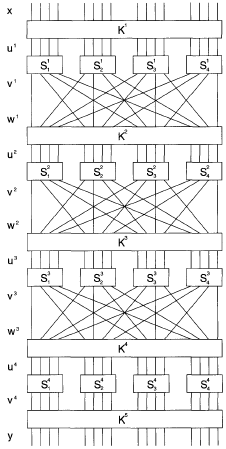 x
K¹
u¹
S₁¹ S₂¹ S₃¹ S₄¹
v¹
w¹
K²
u²
S₁² S₂² S₃² S₄²
v²
w²
K³
u³
S₁³ S₂³ S₃³ S₄³
v³
w³
K⁴
u⁴
S₁⁴ S₂⁴ S₃⁴ S₄⁴
v⁴
K⁵
y